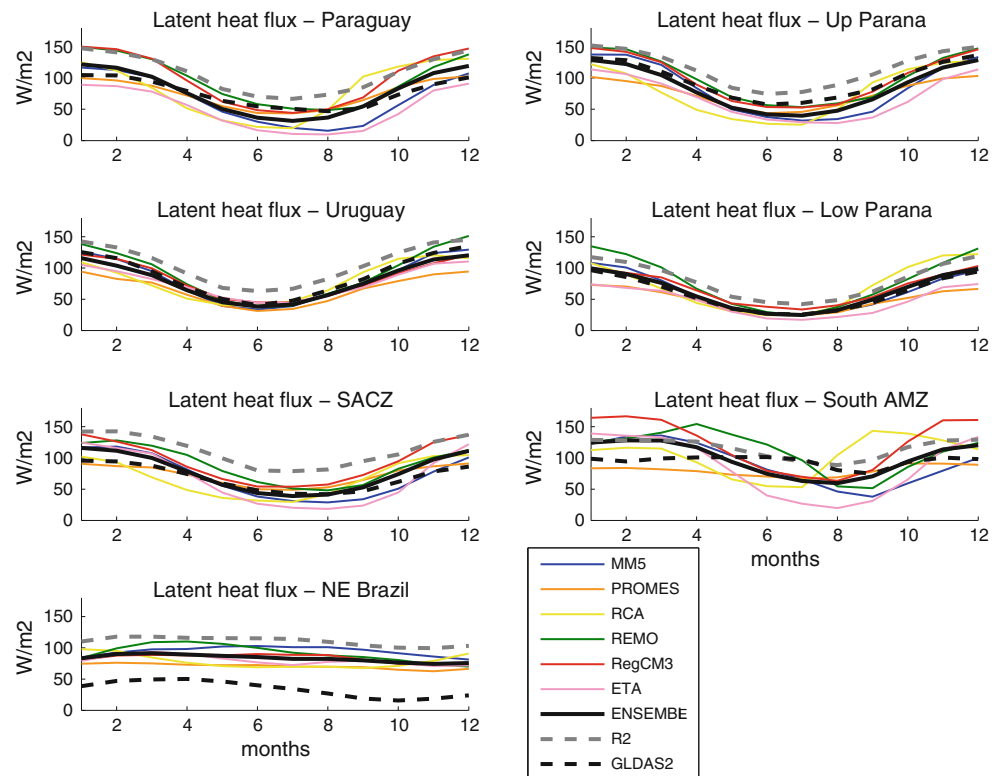 Latent heat flux – Paraguay
W/m2
150
100
50
0
2 4 6 8 10 12
Latent heat flux – Up Parana
W/m2
150
100
50
0
2 4 6 8 10 12
Latent heat flux – Uruguay
W/m2
150
100
50
0
2 4 6 8 10 12
Latent heat flux – Low Parana
W/m2
150
100
50
0
2 4 6 8 10 12
Latent heat flux – SACZ
W/m2
150
100
50
0
2 4 6 8 10 12
Latent heat flux – South AMZ
W/m2
150
100
50
0
2 4 6 8 10 12
months
Latent heat flux – NE Brazil
W/m2
150
100
50
0
2 4 6 8 10 12
months
MM5
PROMES
RCA
REMO
RegCM3
ETA
ENSEMBLE
R2
GLDAS2